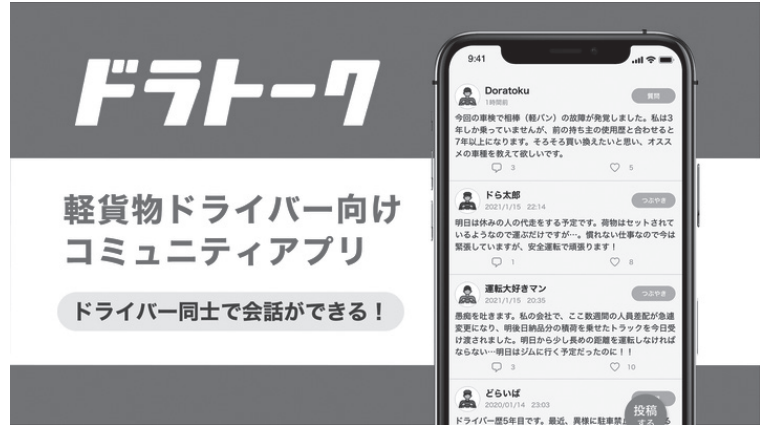 ドラトーク
軽貨物ドライバー向け
コミュニティアプリ
ドライバー同士で会話ができる！
9:41
Doratoku
1時間前
質問
今回の車検で相棒（軽バン）の故障が発覚しました。私は3
年しか乗っていませんが、前の持ち主の使用歴と合わせると
7年以上になります。そろそろ買い換えたいと思い、オスス
メの車種を教えて欲しいです。
3 5
ドら太郎
2021/1/15 22:14
つぶやき
明日は休みの人の代走をする予定です。荷物はセットされて
いるようなので運ぶだけですが…。慣れない仕事なので今は
緊張していますが、安全運転で頑張ります！
1 8
運転大好きマン
2021/1/15 20:35
つぶやき
愚痴を吐きます。私の会社で、ここ数週間の人員差配が急遽
変更になり、明後日納品分の積荷を乗せたトラックを今日受
け渡されました。明日から少し長めの距離を運転しなければ
ならない…明日はジムに行く予定だったのに！！
3 10
どらいば
2020/01/14 23:03
ドライバー歴5年目です。最近、異様に駐車禁
投稿
する